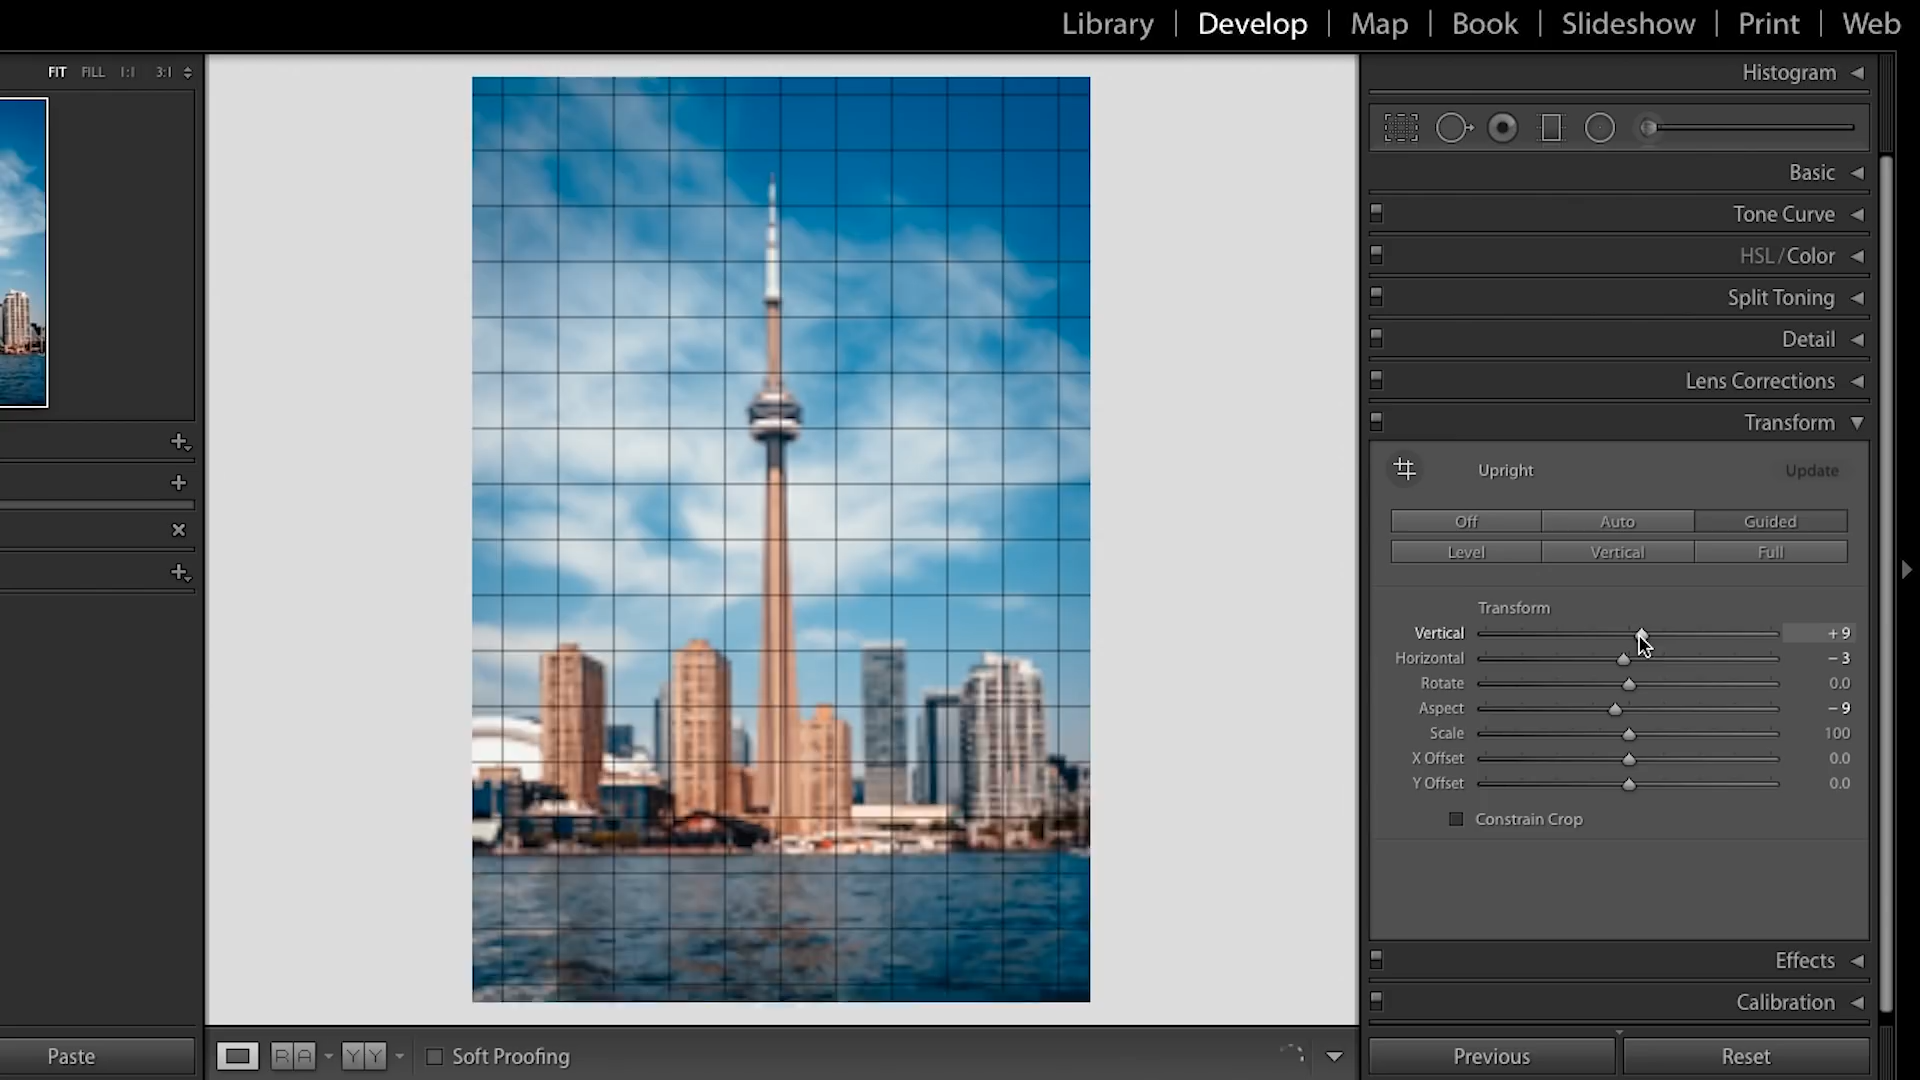 Library | Develop | Map | Book | Slideshow | Print | Web
FIT FILL 1:1 3:1
Histogram
Basic
Tone Curve
HSL / Color
Split Toning
Detail
Lens Corrections
Transform
Upright Update
Off Auto Guided
Level Vertical Full
Transform
Vertical + 9
Horizontal − 3
Rotate 0.0
Aspect − 9
Scale 100
X Offset 0.0
Y Offset 0.0
Constrain Crop
Effects
Calibration
Paste R A Y Y Soft Proofing Previous Reset